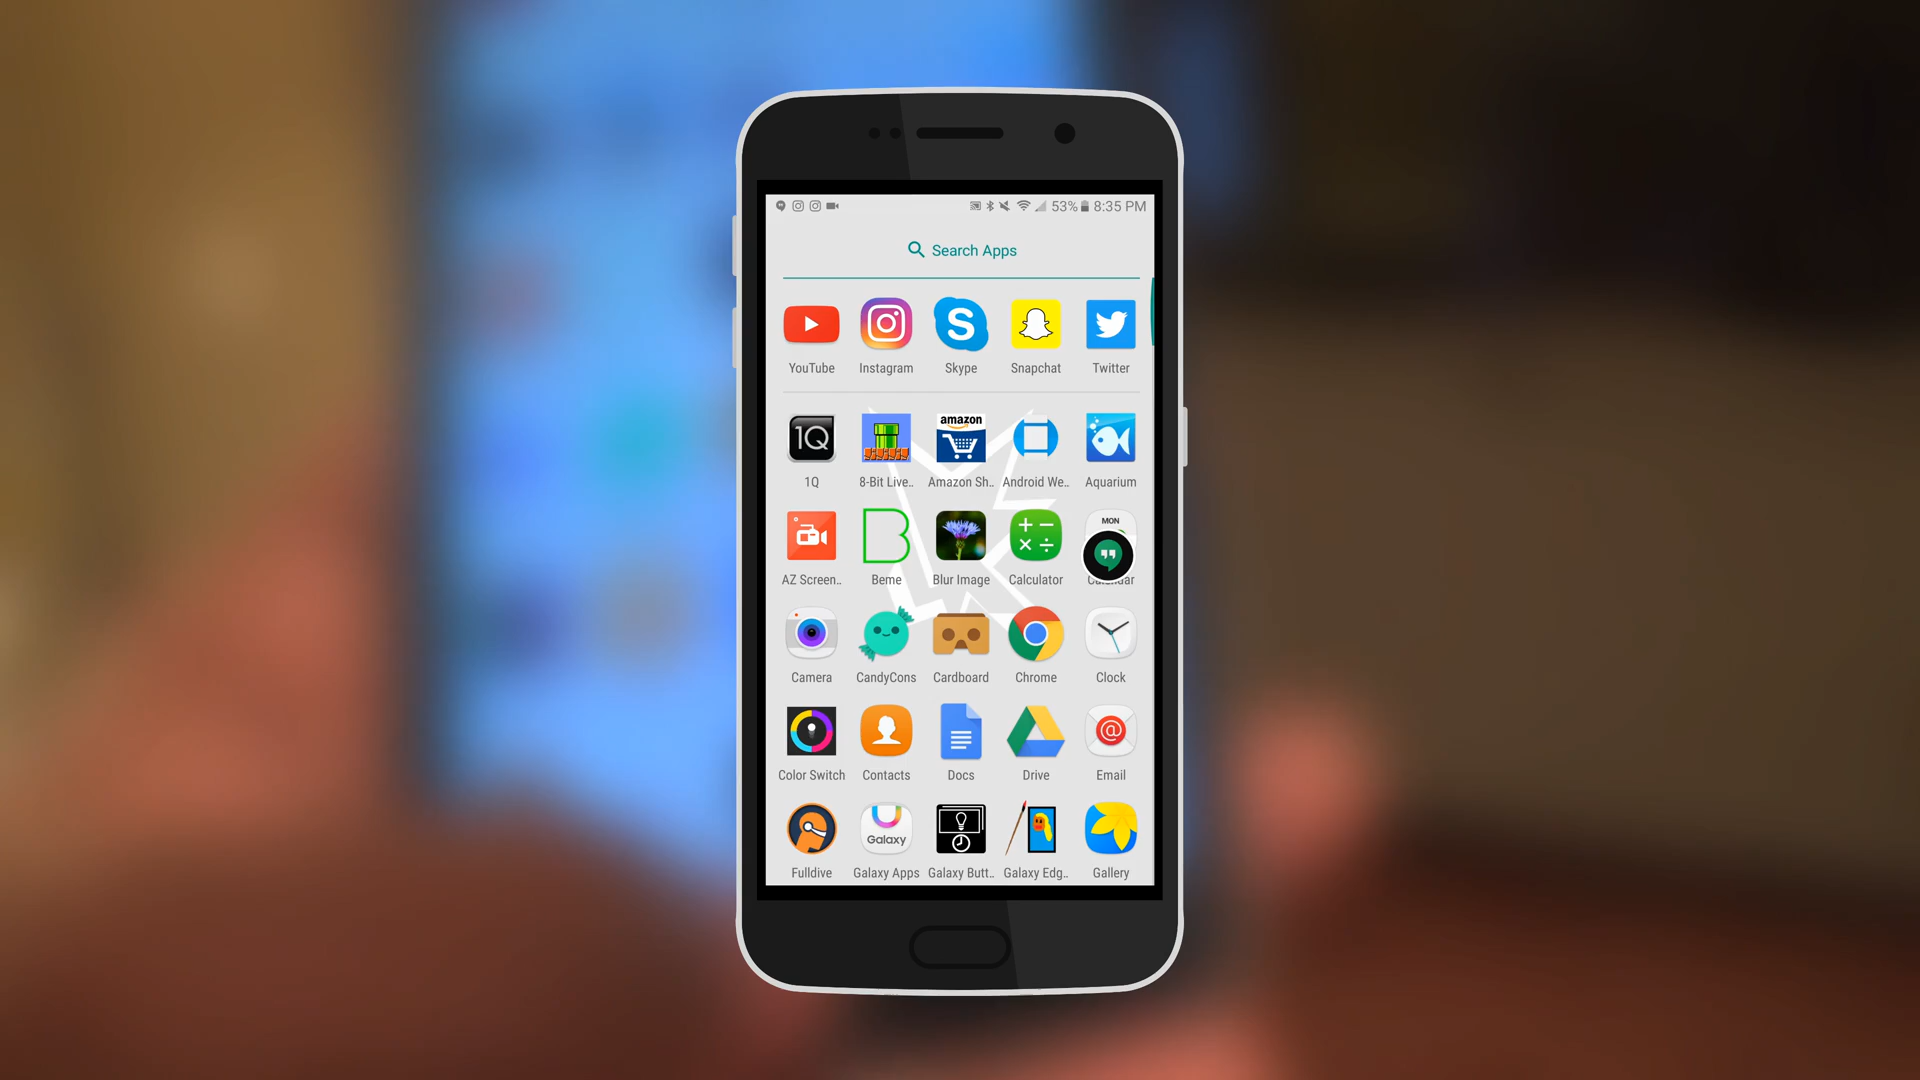 53% 8:35 PM
Search Apps
YouTube Instagram Skype Snapchat Twitter
1Q amazon
1Q 8-Bit Live.. Amazon Sh.. Android We.. Aquarium
MON
AZ Screen.. Beme Blur Image Calculator Calendar
Camera CandyCons Cardboard Chrome Clock
Color Switch Contacts Docs Drive Email
Galaxy
Fulldive Galaxy Apps Galaxy Butt.. Galaxy Edg.. Gallery